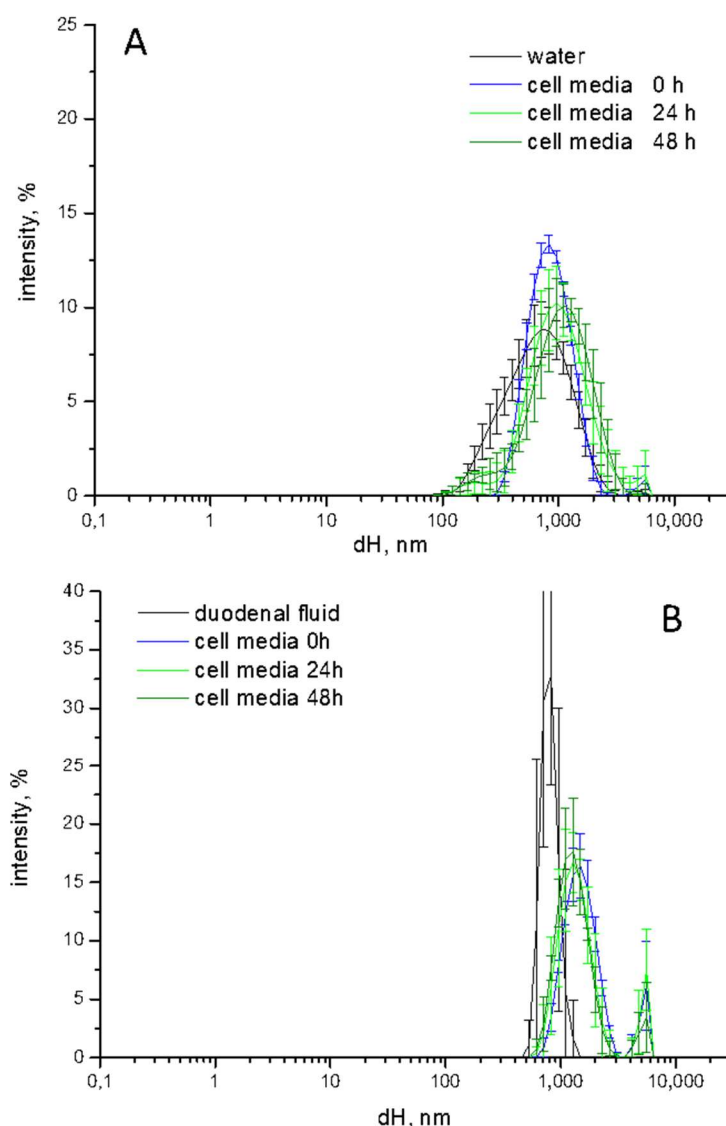 A
water
cell media 0 h
cell media 24 h
cell media 48 h
25
20
15
10
5
0
intensity, %
0,1 1 10 100 1,000 10,000
dH, nm
B
duodenal fluid
cell media 0h
cell media 24h
cell media 48h
40
35
30
25
20
15
10
5
0
intensity, %
0,1 1 10 100 1,000 10,000
dH, nm